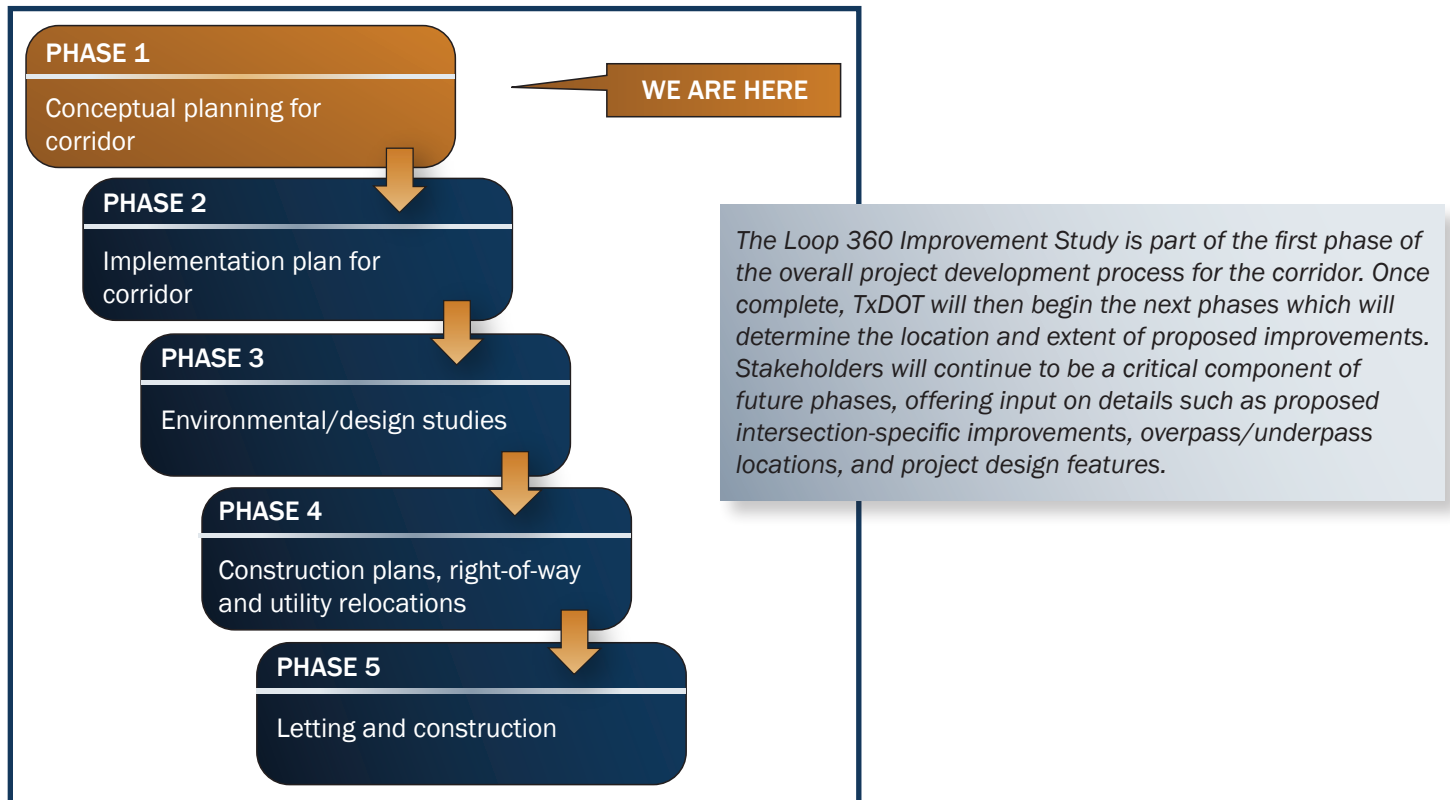 PHASE 1
Conceptual planning for
corridor
WE ARE HERE
PHASE 2
Implementation plan for
corridor
PHASE 3
Environmental/design studies
PHASE 4
Construction plans, right-of-way
and utility relocations
PHASE 5
Letting and construction
The Loop 360 Improvement Study is part of the first phase of
the overall project development process for the corridor. Once
complete, TxDOT will then begin the next phases which will
determine the location and extent of proposed improvements.
Stakeholders will continue to be a critical component of
future phases, offering input on details such as proposed
intersection-specific improvements, overpass/underpass
locations, and project design features.